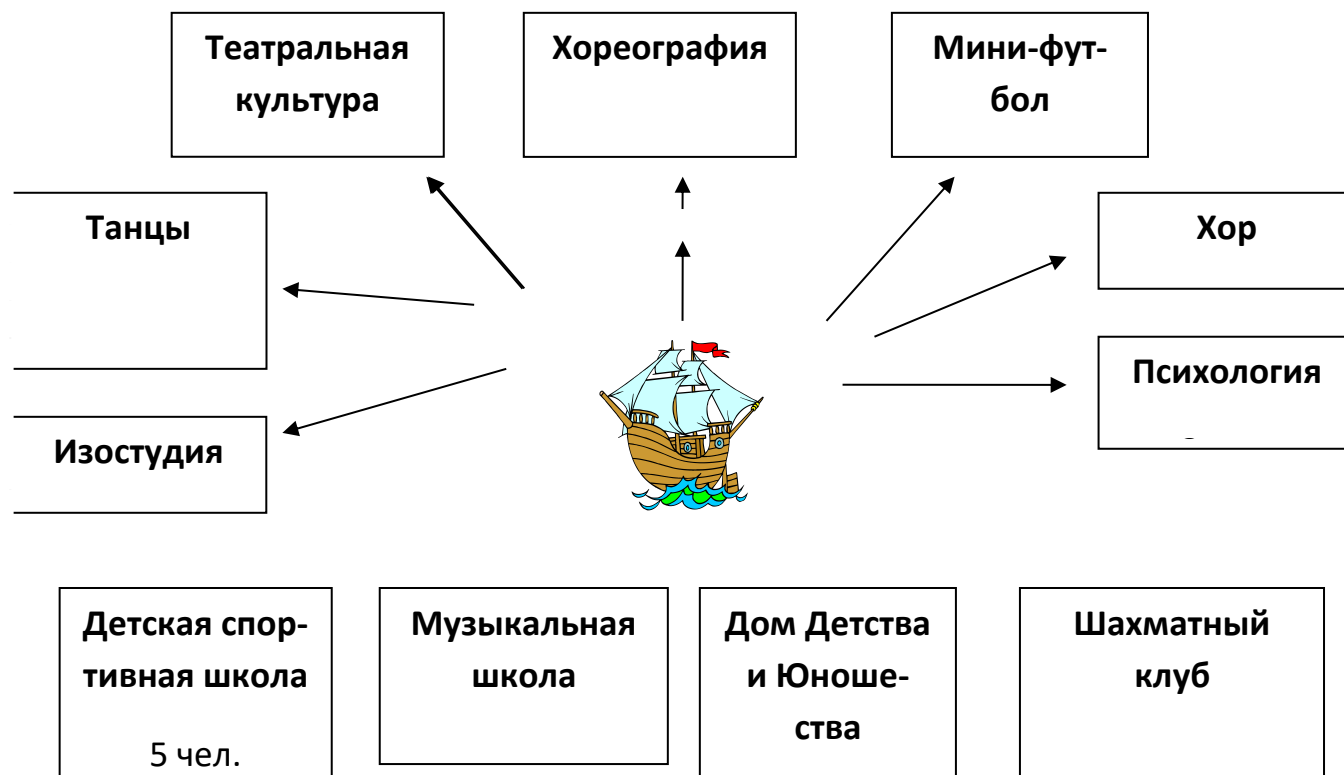 Театральная
культура
Хореография
Мини-фут-
бол
Танцы
Хор
Психология
Изостудия
Детская спор-
тивная школа
5 чел.
Музыкальная
школа
Дом Детства
и Юноше-
ства
Шахматный
клуб